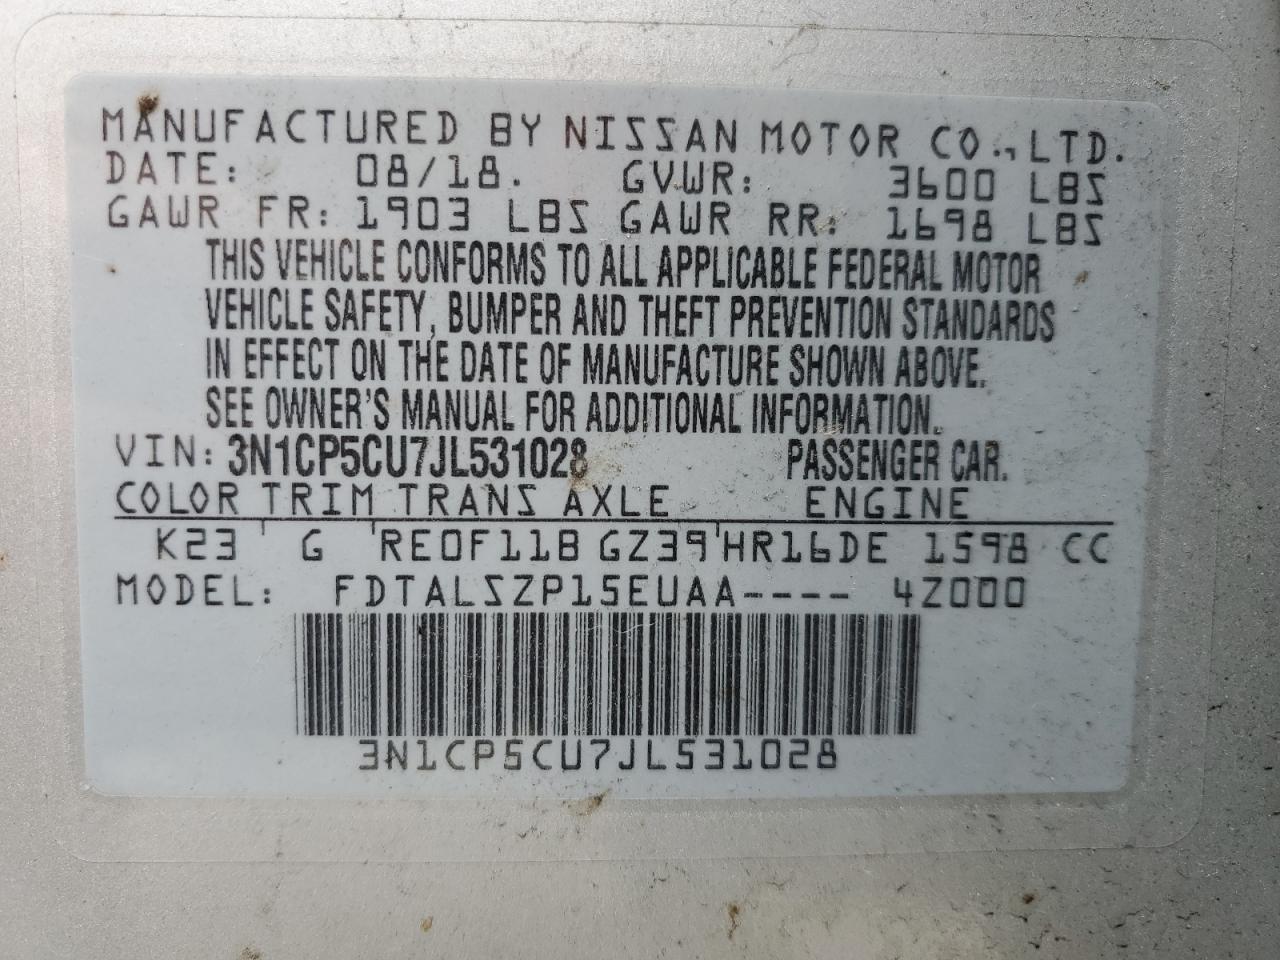 MANUFACTURED BY NISSAN MOTOR CO., LTD.
DATE: 08/18. GVWR: 3600 LBS
GAWR FR: 1903 LBS GAWR RR: 1698 LBS
THIS VEHICLE CONFORMS TO ALL APPLICABLE FEDERAL MOTOR
VEHICLE SAFETY, BUMPER AND THEFT PREVENTION STANDARDS
IN EFFECT ON THE DATE OF MANUFACTURE SHOWN ABOVE.
SEE OWNER'S MANUAL FOR ADDITIONAL INFORMATION.
VIN: 3N1CP5CU7JL531028 PASSENGER CAR.
COLOR TRIM TRANS AXLE ENGINE
K23 G RE0F11B GZ39 HR16DE 1598 CC
MODEL: FDTALSZP15EUAA---- 4Z000
3N1CP5CU7JL531028